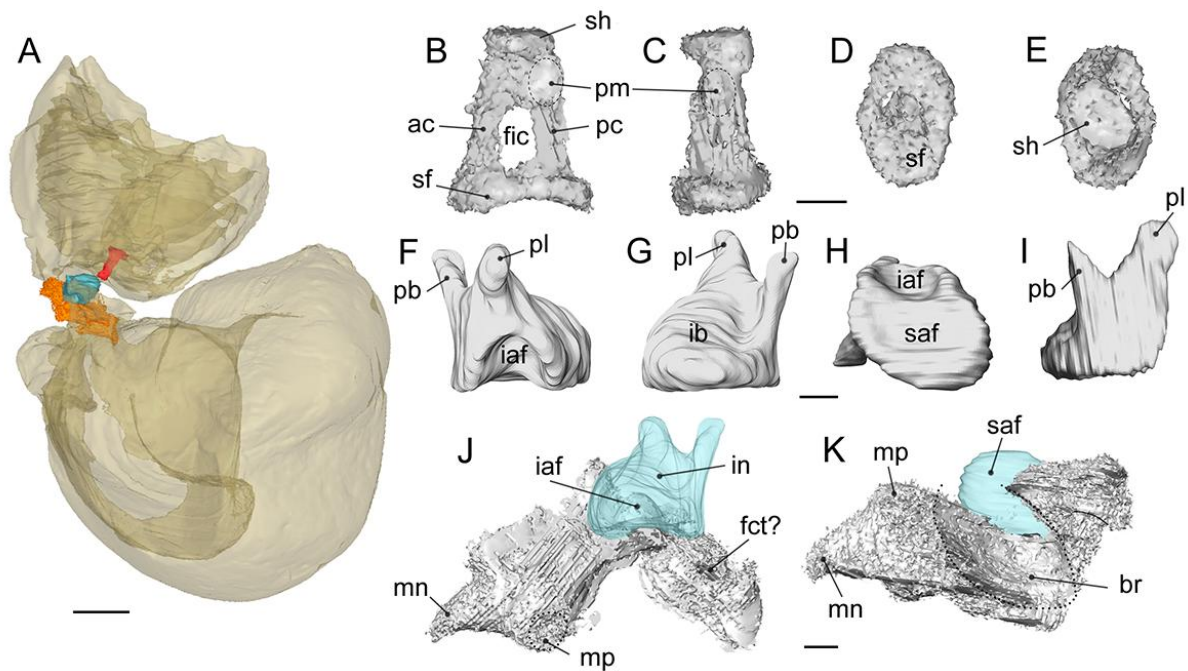 A
B
sh
C
D
E
pm
ac
fic
pc
sf
sf
sh
F
pl
pb
iaf
G
pl
pb
ib
H
iaf
saf
I
pl
pb
J
iaf
in
fct?
mn
mp
K
saf
mp
mn
br